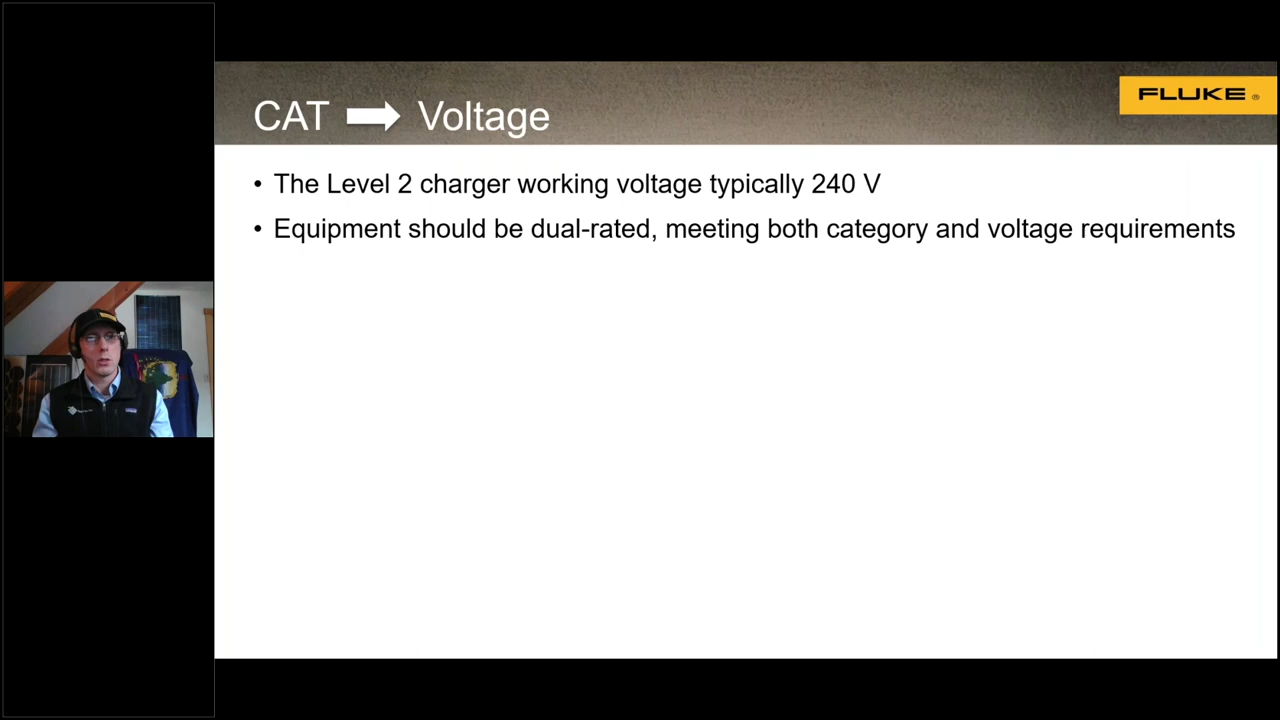 CAT Voltage
FLUKE ®
• The Level 2 charger working voltage typically 240 V
• Equipment should be dual-rated, meeting both category and voltage requirements